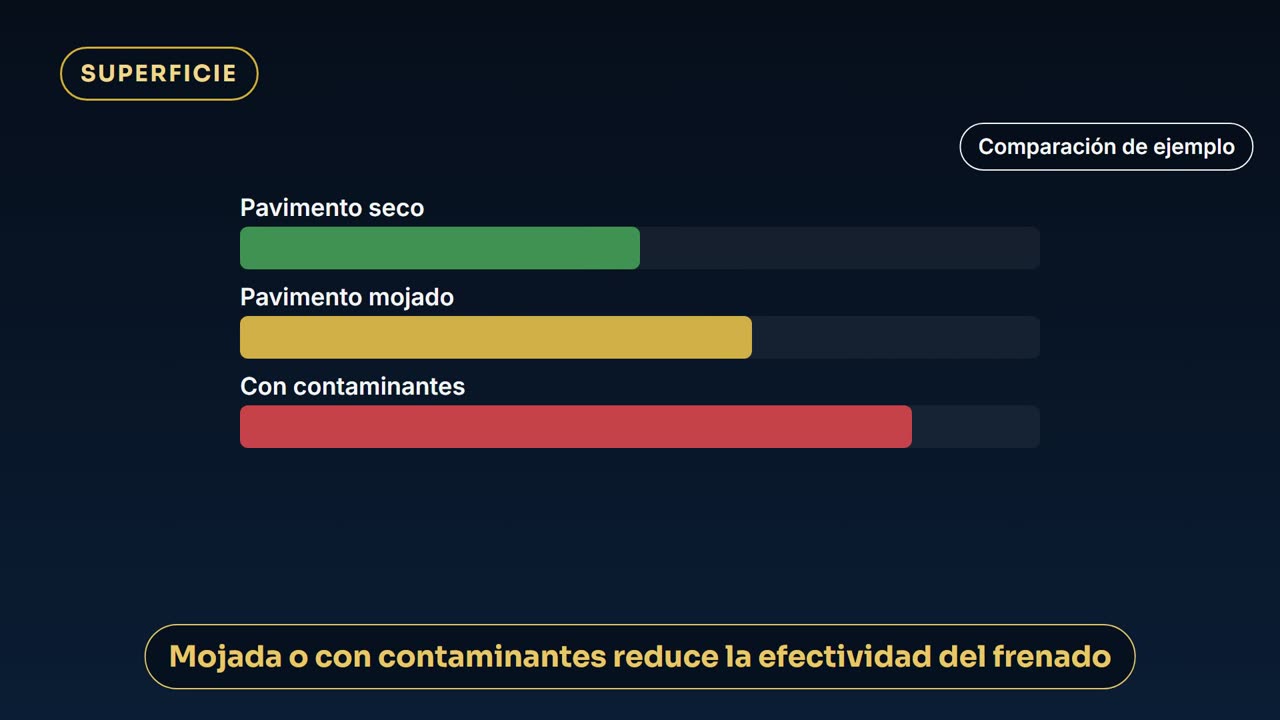 SUPERFICIE
Comparación de ejemplo
Pavimento seco
Pavimento mojado
Con contaminantes
Mojada o con contaminantes reduce la efectividad del frenado